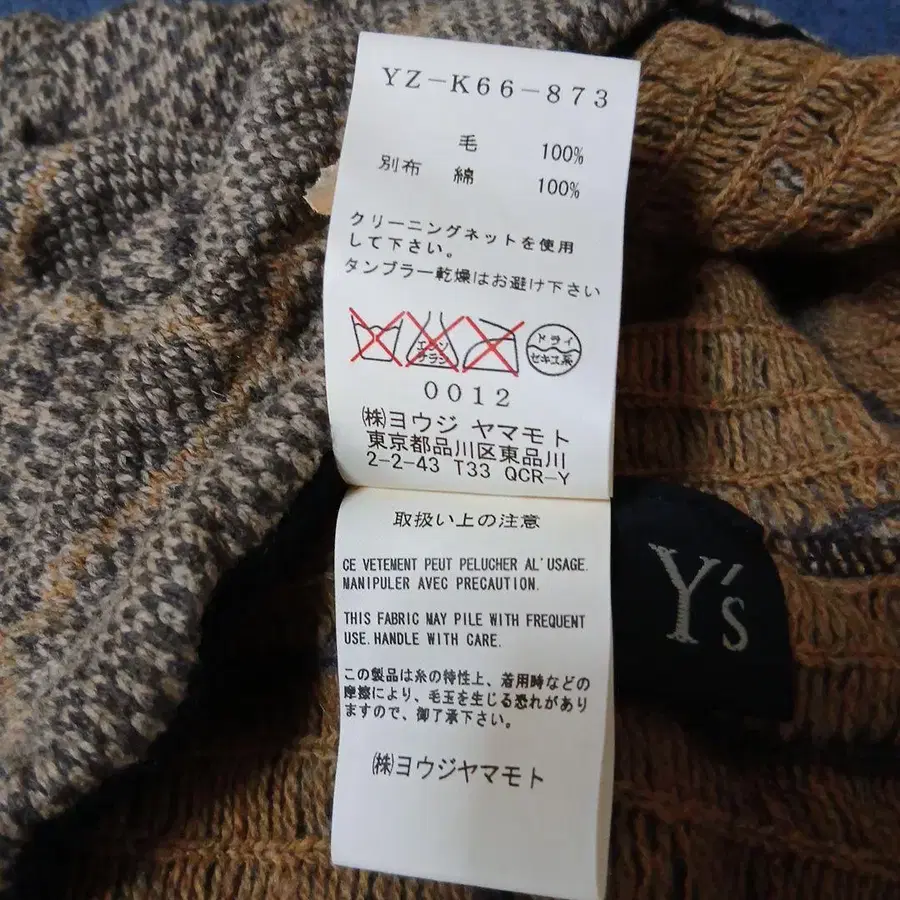 YZ-K66-873
毛 100%
別布 綿 100%
クリーニングネットを使用
して下さい。
タンブラー乾燥はお避け下さい
エンソ
サラシ
ドライ
セキユ系
0012
㈱ヨウジ ヤマモト
東京都品川区東品川
2-2-43 T33 QCR-Y
取扱い上の注意
CE VETEMENT PEUT PELUCHER AL'USAGE.
MANIPULER AVEC PRECAUTION.
THIS FABRIC MAY PILE WITH FREQUENT
USE.HANDLE WITH CARE.
この製品は糸の特性上、着用時などの
摩擦により、毛玉を生じる恐れがあり
ますので、御了承下さい。
㈱ヨウジヤマモト
Y's